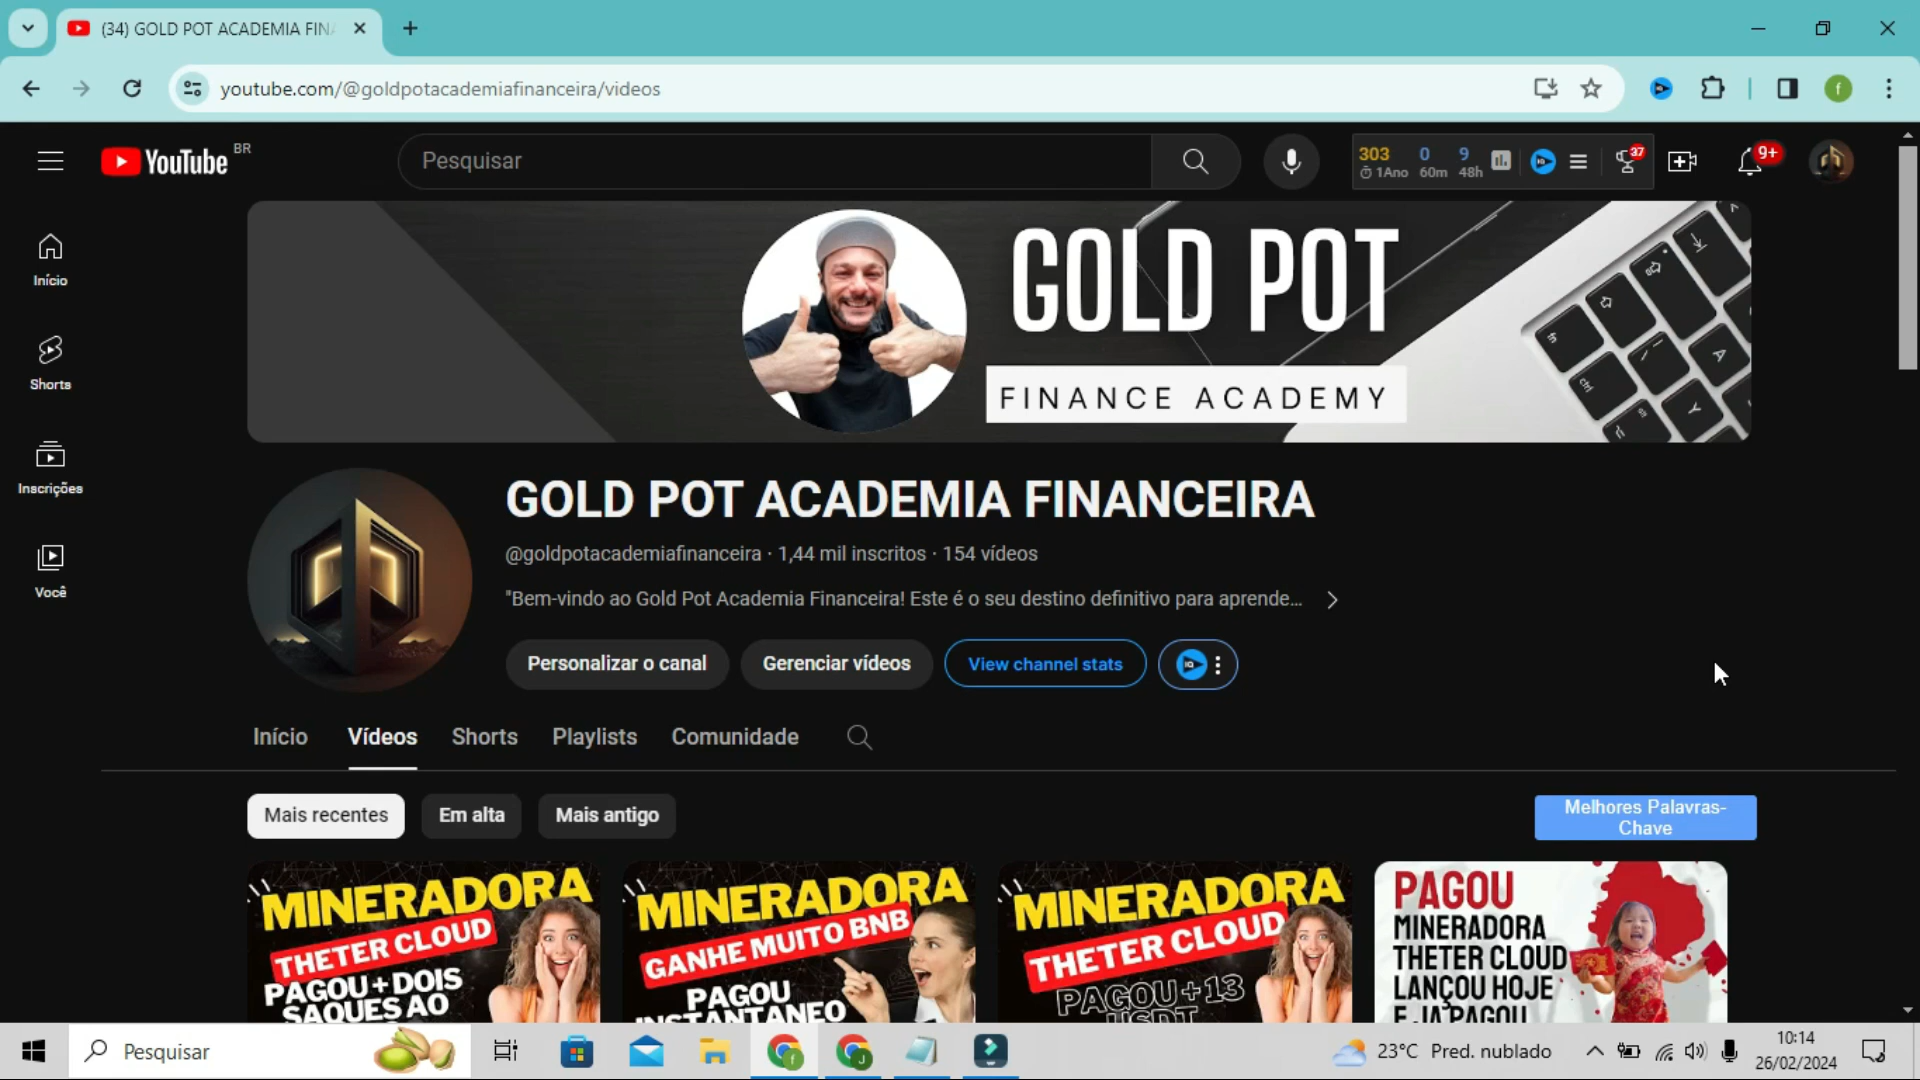 (34) GOLD POT ACADEMIA FIN
youtube.com/@goldpotacademiafinanceira/videos
f
YouTube BR
Pesquisar
303 0 9
1Ano 60m 48h
37
9+
Início
Shorts
Inscrições
Você
GOLD POT
FINANCE ACADEMY
GOLD POT ACADEMIA FINANCEIRA
@goldpotacademiafinanceira · 1,44 mil inscritos · 154 vídeos
"Bem-vindo ao Gold Pot Academia Financeira! Este é o seu destino definitivo para aprende...
Personalizar o canal
Gerenciar vídeos
View channel stats
Início
Vídeos
Shorts
Playlists
Comunidade
Mais recentes
Em alta
Mais antigo
Melhores Palavras-
Chave
MINERADORA
THETER CLOUD
PAGOU + DOIS
SAQUES AO
MINERADORA
GANHE MUITO BNB
PAGOU
INSTANTANEO
MINERADORA
THETER CLOUD
PAGOU + 13
USDT
PAGOU
MINERADORA
THETER CLOUD
LANÇOU HOJE
E JA PAGOU
Pesquisar
23°C Pred. nublado
10:14
26/02/2024